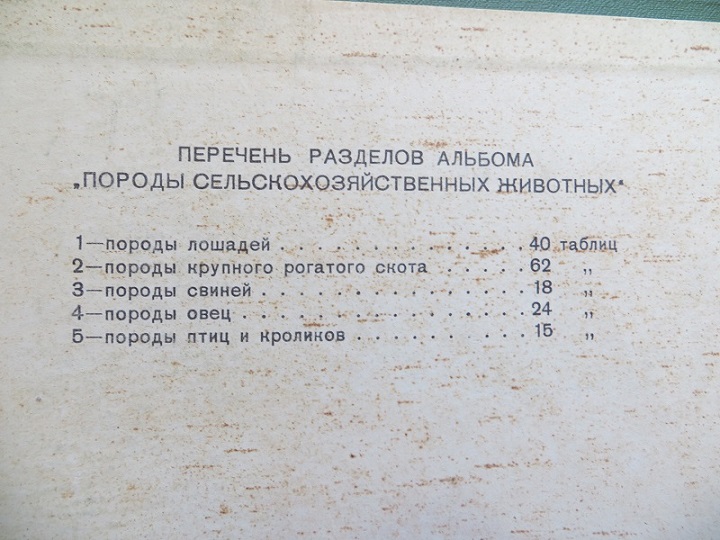 ПЕРЕЧЕНЬ РАЗДЕЛОВ АЛЬБОМА
„ПОРОДЫ СЕЛЬСКОХОЗЯЙСТВЕННЫХ ЖИВОТНЫХ“
1—породы лошадей . . . . . . . . . . . . . . 40 таблиц
2—породы крупного рогатого скота . . . . . 62 „
3—породы свиней . . . . . . . . . . . . . . . 18 „
4—породы овец . . . . . . . . . . . . . . . . 24 „
5—породы птиц и кроликов . . . . . . . . . . 15 „